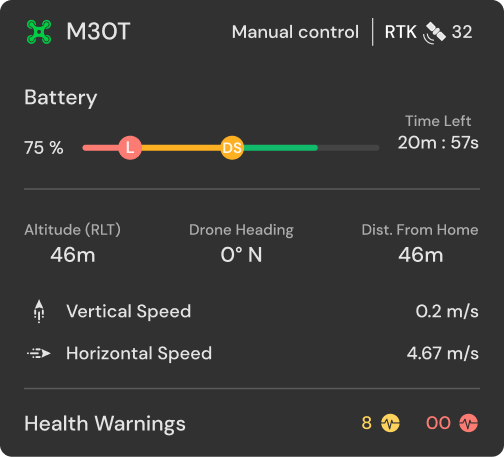 M30T Manual control RTK 32
Battery
Time Left
75 % L DS 20m : 57s
Altitude (RLT) Drone Heading Dist. From Home
46m 0° N 46m
Vertical Speed 0.2 m/s
Horizontal Speed 4.67 m/s
Health Warnings 8 00